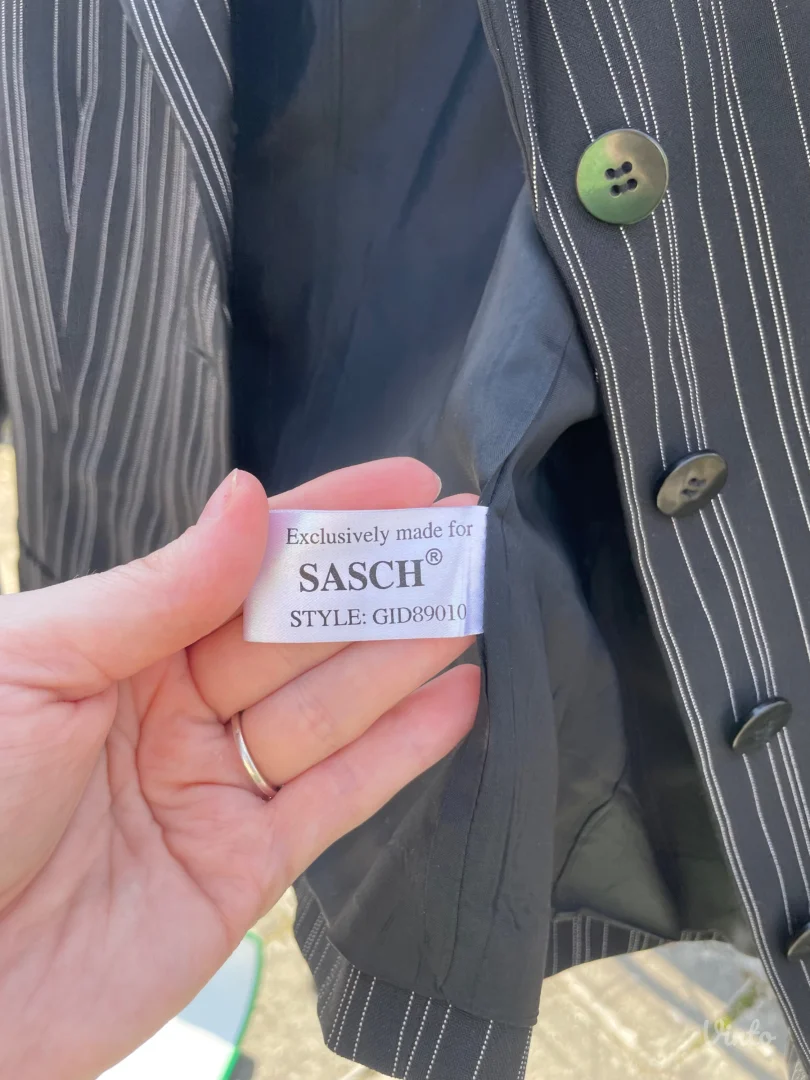 Exclusively made for
SASCH®
STYLE: GID89010